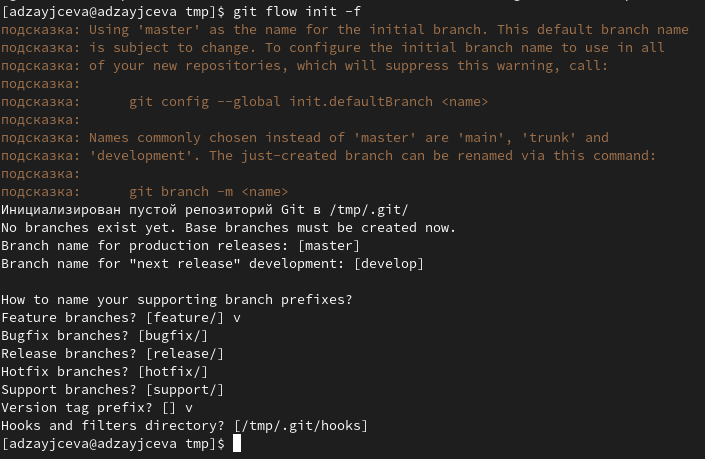 [adzayjceva@adzayjceva tmp]$ git flow init -f
подсказка: Using 'master' as the name for the initial branch. This default branch name
подсказка: is subject to change. To configure the initial branch name to use in all
подсказка: of your new repositories, which will suppress this warning, call:
подсказка:
подсказка:      git config --global init.defaultBranch <name>
подсказка:
подсказка: Names commonly chosen instead of 'master' are 'main', 'trunk' and
подсказка: 'development'. The just-created branch can be renamed via this command:
подсказка:
подсказка:      git branch -m <name>
Инициализирован пустой репозиторий Git в /tmp/.git/
No branches exist yet. Base branches must be created now.
Branch name for production releases: [master]
Branch name for "next release" development: [develop]
How to name your supporting branch prefixes?
Feature branches? [feature/] v
Bugfix branches? [bugfix/]
Release branches? [release/]
Hotfix branches? [hotfix/]
Support branches? [support/]
Version tag prefix? [] v
Hooks and filters directory? [/tmp/.git/hooks]
[adzayjceva@adzayjceva tmp]$